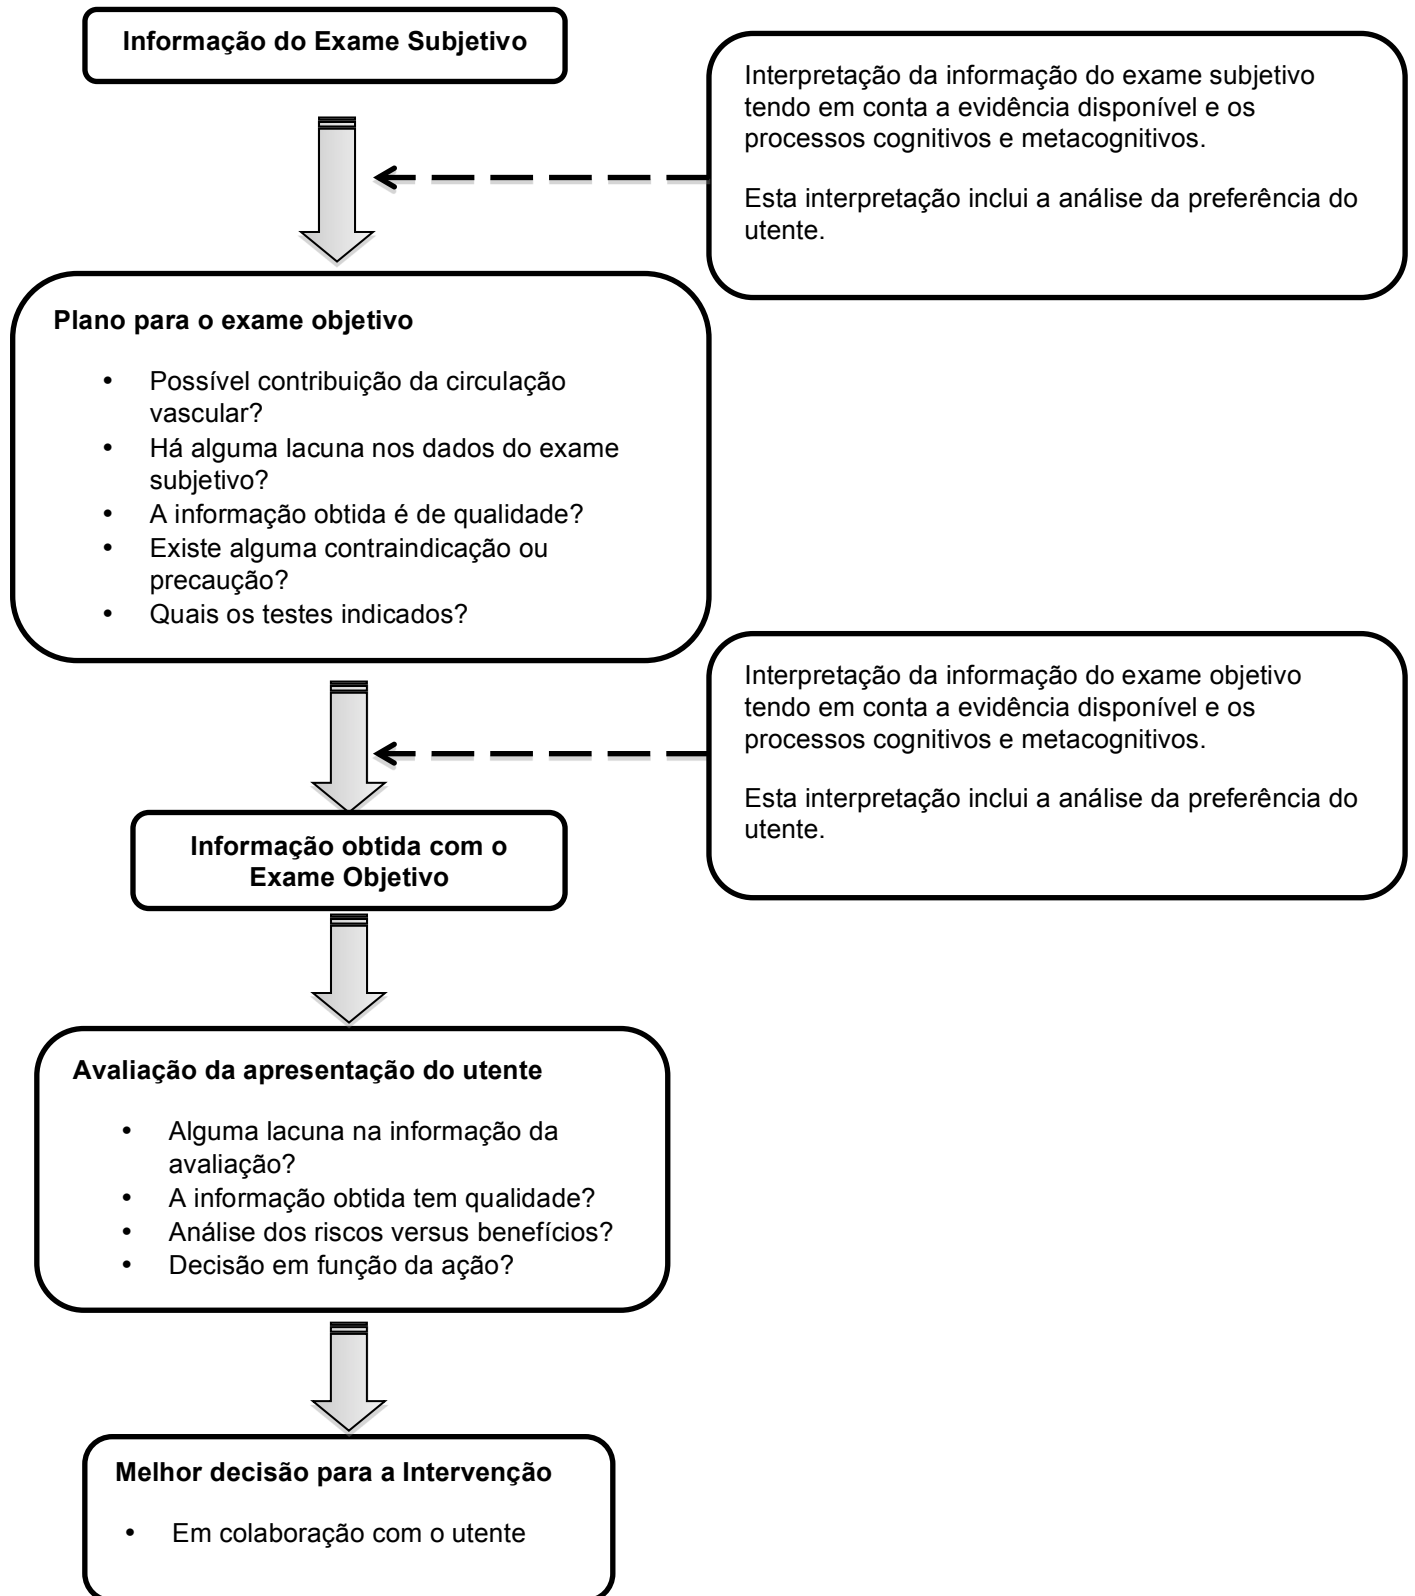 Informação do Exame Subjetivo
Interpretação da informação do exame subjetivo
tendo em conta a evidência disponível e os
processos cognitivos e metacognitivos.
Esta interpretação inclui a análise da preferência do
utente.
Plano para o exame objetivo
• Possível contribuição da circulação
vascular?
• Há alguma lacuna nos dados do exame
subjetivo?
• A informação obtida é de qualidade?
• Existe alguma contraindicação ou
precaução?
• Quais os testes indicados?
Interpretação da informação do exame objetivo
tendo em conta a evidência disponível e os
processos cognitivos e metacognitivos.
Esta interpretação inclui a análise da preferência do
utente.
Informação obtida com o
Exame Objetivo
Avaliação da apresentação do utente
• Alguma lacuna na informação da
avaliação?
• A informação obtida tem qualidade?
• Análise dos riscos versus benefícios?
• Decisão em função da ação?
Melhor decisão para a Intervenção
• Em colaboração com o utente